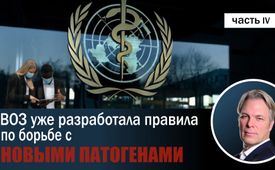 часть IV
ВОЗ уже разработала правила
по борьбе с
НОВЫМИ ПАТОГЕНАМИ